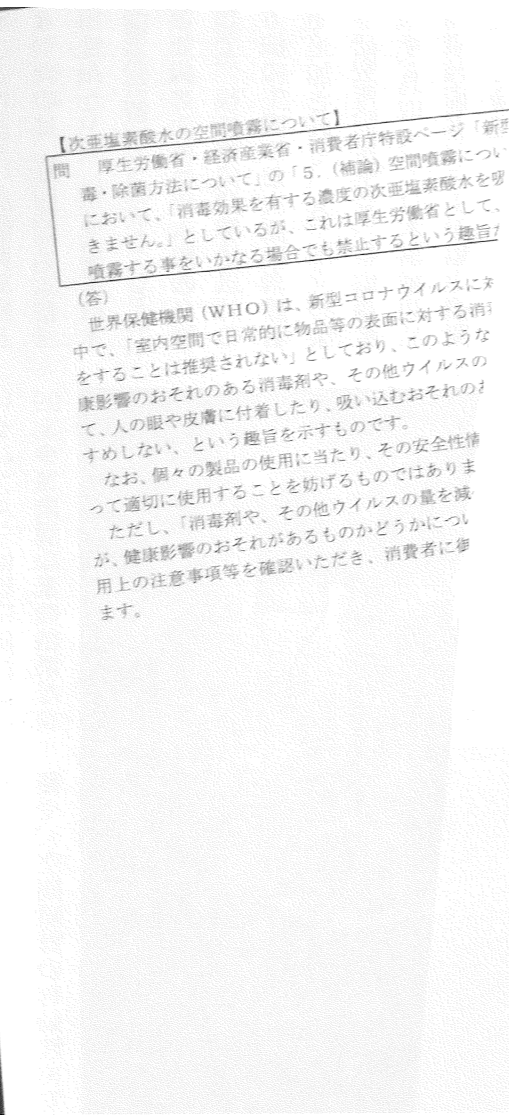 【次亜塩素酸水の空間噴霧について】
問　厚生労働省・経済産業省・消費者庁特設ページ「新型
毒・除菌方法について」の「５．（補論）空間噴霧につい
において、「消毒効果を有する濃度の次亜塩素酸水を吸
きません。」としているが、これは厚生労働省として、
噴霧する事をいかなる場合でも禁止するという趣旨か
（答）
世界保健機関（ＷＨＯ）は、新型コロナウイルスに対
中で、「室内空間で日常的に物品等の表面に対する消毒
をすることは推奨されない」としており、このような
康影響のおそれのある消毒剤や、その他ウイルスの
て、人の眼や皮膚に付着したり、吸い込むおそれのあ
すめしない、という趣旨を示すものです。
なお、個々の製品の使用に当たり、その安全性情
って適切に使用することを妨げるものではありま
ただし、「消毒剤や、その他ウイルスの量を減
が、健康影響のおそれがあるものかどうかについ
用上の注意事項等を確認いただき、消費者に御
ます。